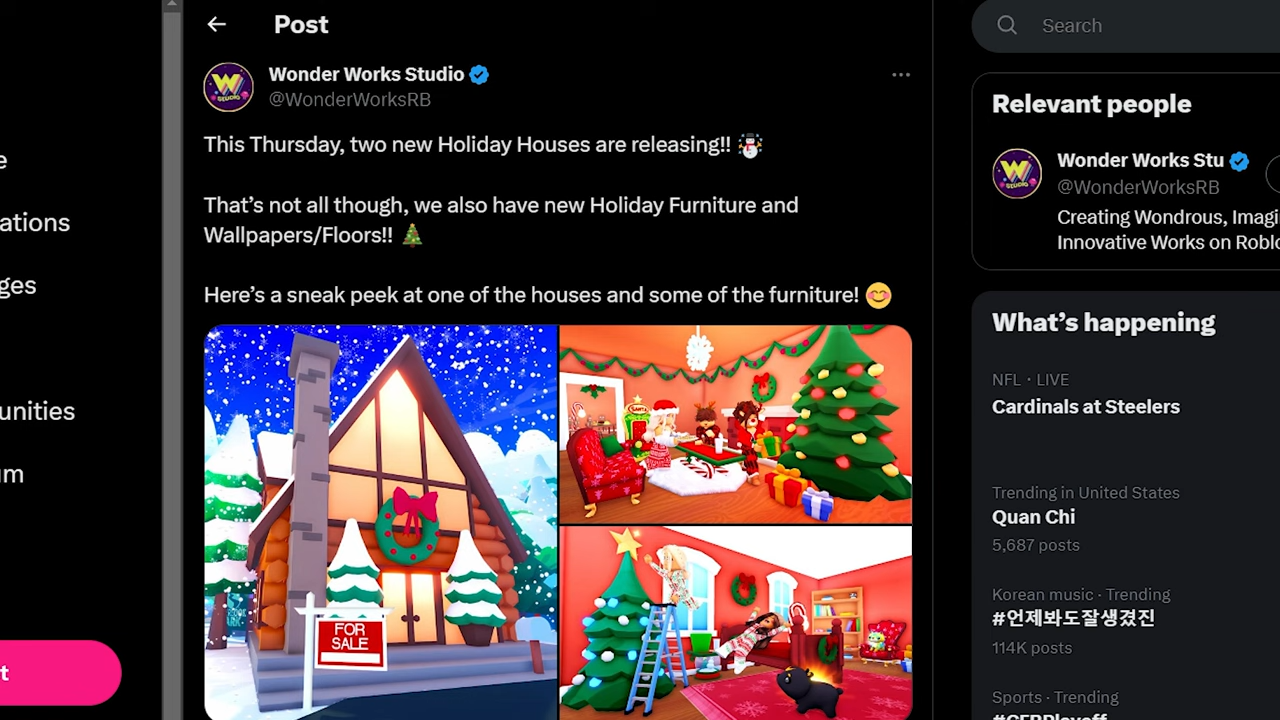 Post
Wonder Works Studio
@WonderWorksRB
This Thursday, two new Holiday Houses are releasing!! ⛄
That's not all though, we also have new Holiday Furniture and
Wallpapers/Floors!! 🎄
Here's a sneak peek at one of the houses and some of the furniture! 😊
FOR
SALE
SANTA
W
STUDIO
e
ations
ges
unities
um
t
Search
Relevant people
Wonder Works Stu
@WonderWorksRB
Creating Wondrous, Imagi
Innovative Works on Roblo
W
STUDIO
What's happening
NFL · LIVE
Cardinals at Steelers
Trending in United States
Quan Chi
5,687 posts
Korean music · Trending
#언제봐도잘생겼진
114K posts
Sports · Trending
#CFBPlayoff